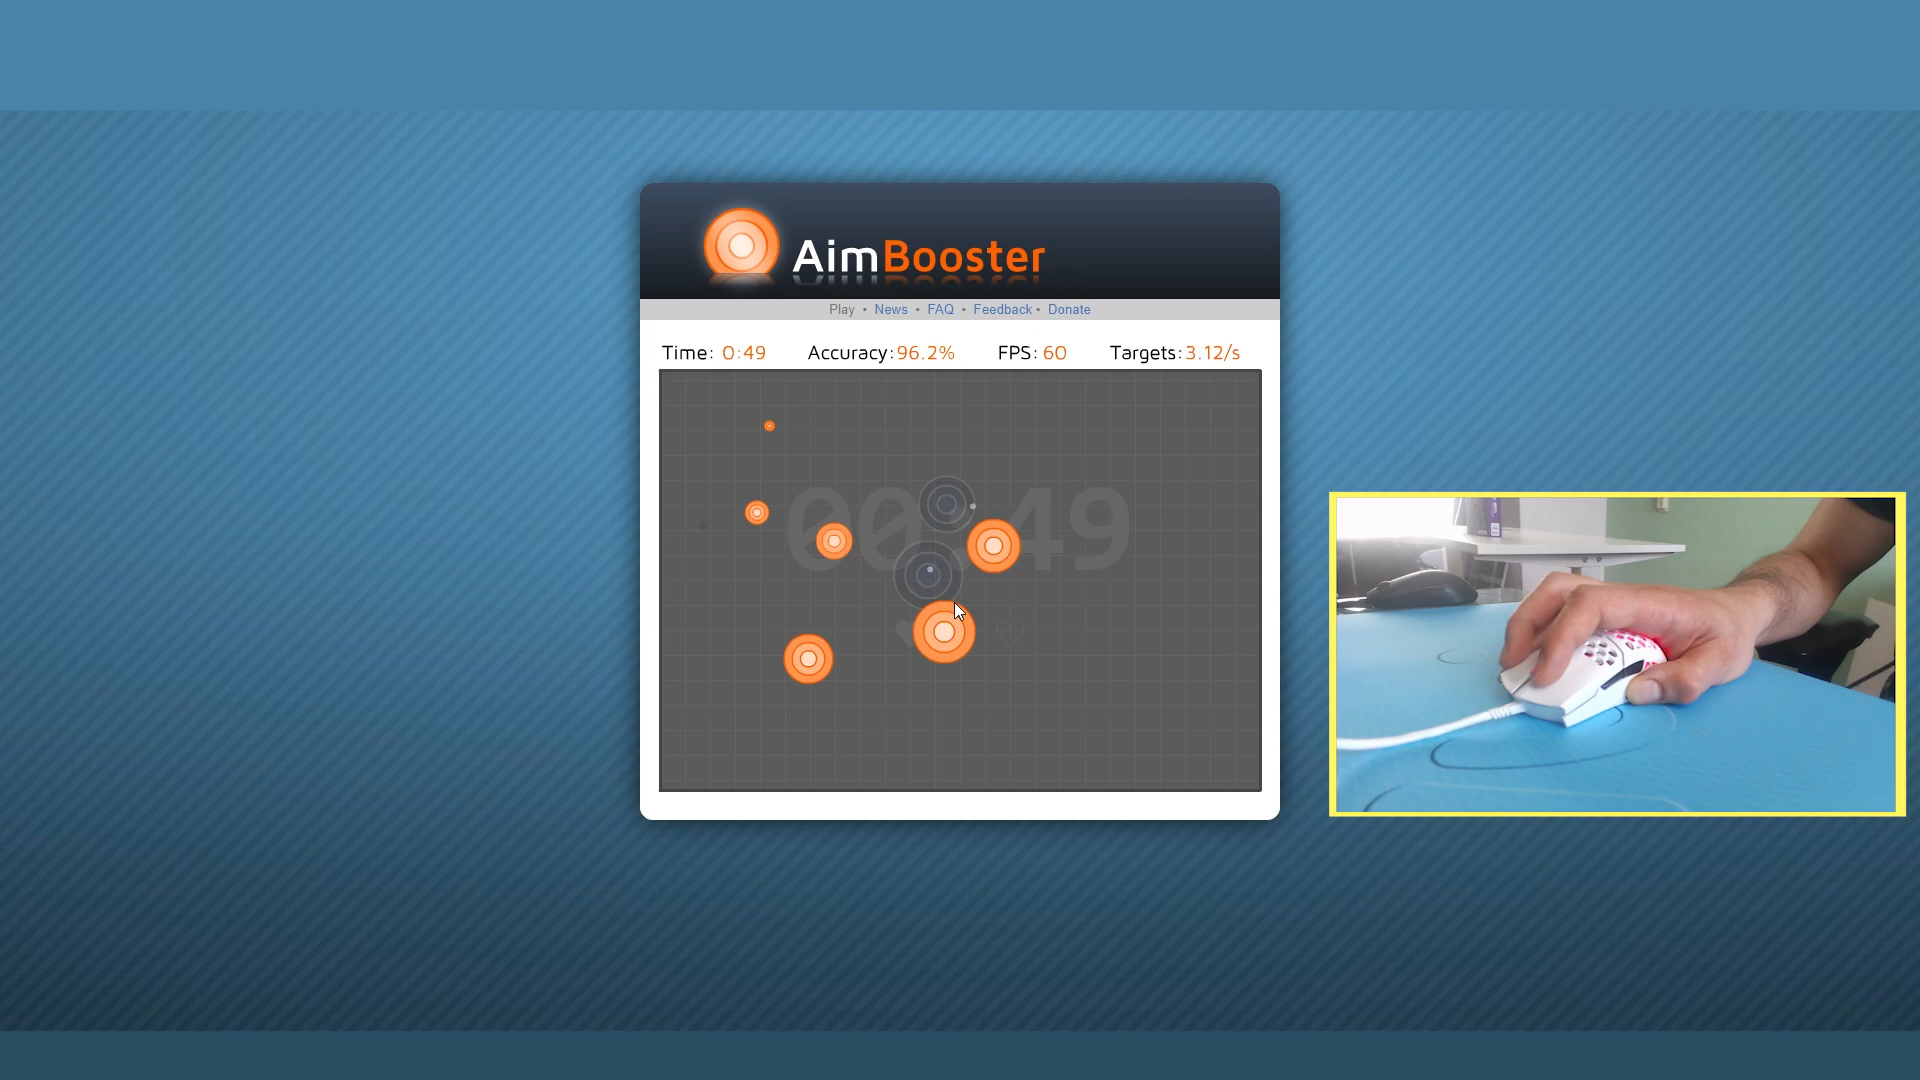 AimBooster
Play • News • FAQ • Feedback • Donate
Time: 0:49 Accuracy: 96.2% FPS: 60 Targets: 3.12/s
00:49